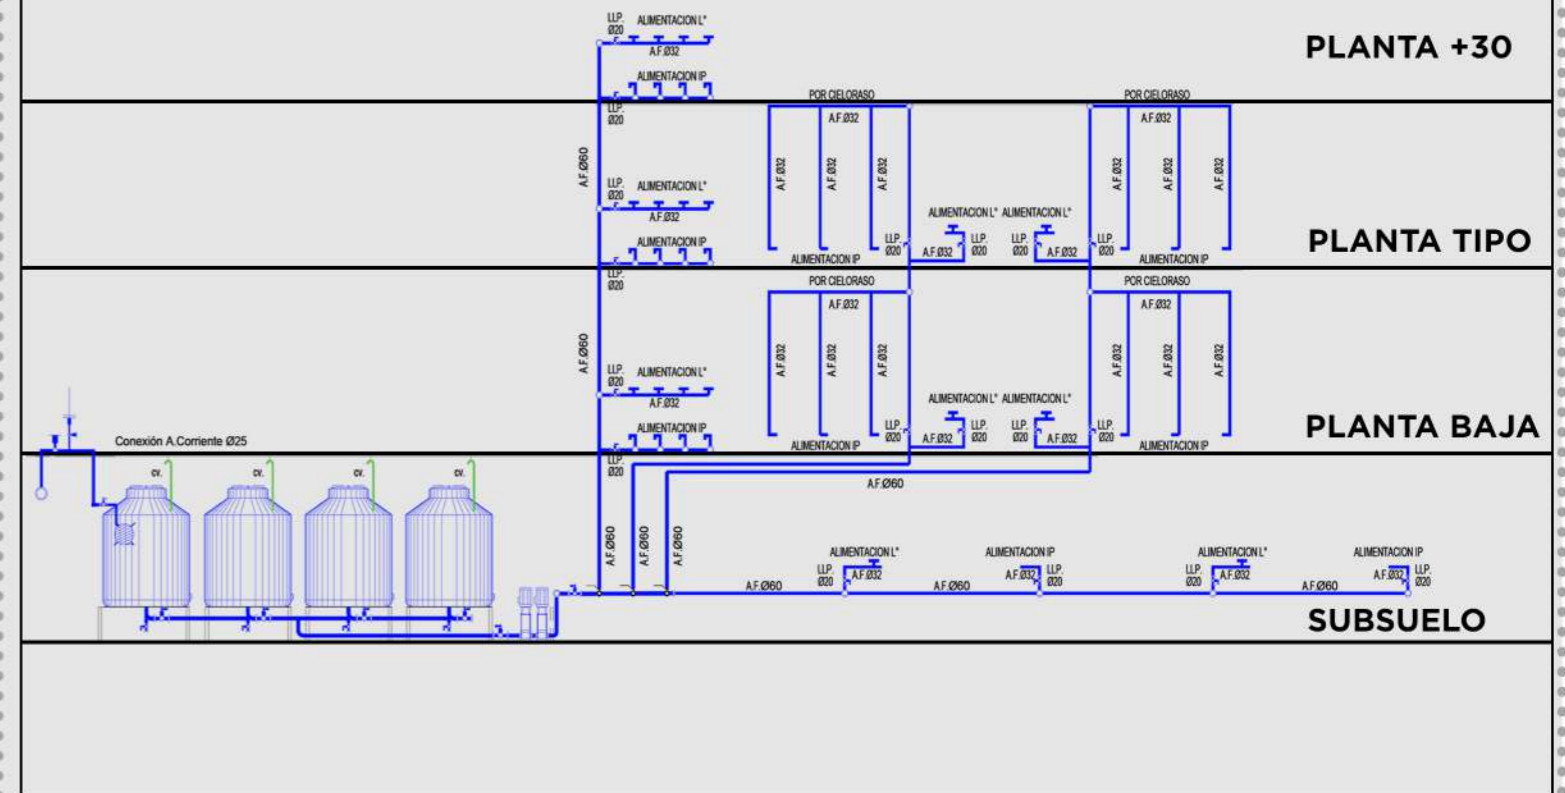 LLP.
Ø20
ALIMENTACION L°
A.F.Ø32
ALIMENTACION IP
LLP.
Ø20
PLANTA +30
POR CIELORASO
A.F.Ø32
POR CIELORASO
A.F.Ø32
A.F.Ø60
A.F.Ø32
A.F.Ø32
A.F.Ø32
A.F.Ø32
A.F.Ø32
A.F.Ø32
LLP.
Ø20
ALIMENTACION L°
A.F.Ø32
ALIMENTACION IP
LLP.
Ø20
ALIMENTACION L°
ALIMENTACION L°
LLP.
Ø20
A.F.Ø32
LLP.
Ø20
LLP.
Ø20
A.F.Ø32
LLP.
Ø20
ALIMENTACION IP
ALIMENTACION IP
PLANTA TIPO
POR CIELORASO
A.F.Ø32
POR CIELORASO
A.F.Ø32
A.F.Ø60
A.F.Ø32
A.F.Ø32
A.F.Ø32
A.F.Ø32
A.F.Ø32
A.F.Ø32
LLP.
Ø20
ALIMENTACION L°
A.F.Ø32
ALIMENTACION IP
LLP.
Ø20
ALIMENTACION L°
ALIMENTACION L°
LLP.
Ø20
A.F.Ø32
LLP.
Ø20
LLP.
Ø20
A.F.Ø32
LLP.
Ø20
ALIMENTACION IP
ALIMENTACION IP
PLANTA BAJA
Conexión A.Corriente Ø25
cv.
cv.
cv.
cv.
A.F.Ø60
A.F.Ø60
A.F.Ø60
A.F.Ø60
A.F.Ø60
ALIMENTACION L°
LLP.
Ø20
A.F.Ø32
A.F.Ø60
ALIMENTACION IP
A.F.Ø32
LLP.
Ø20
ALIMENTACION L°
LLP.
Ø20
A.F.Ø32
A.F.Ø60
ALIMENTACION IP
A.F.Ø32
LLP.
Ø20
SUBSUELO